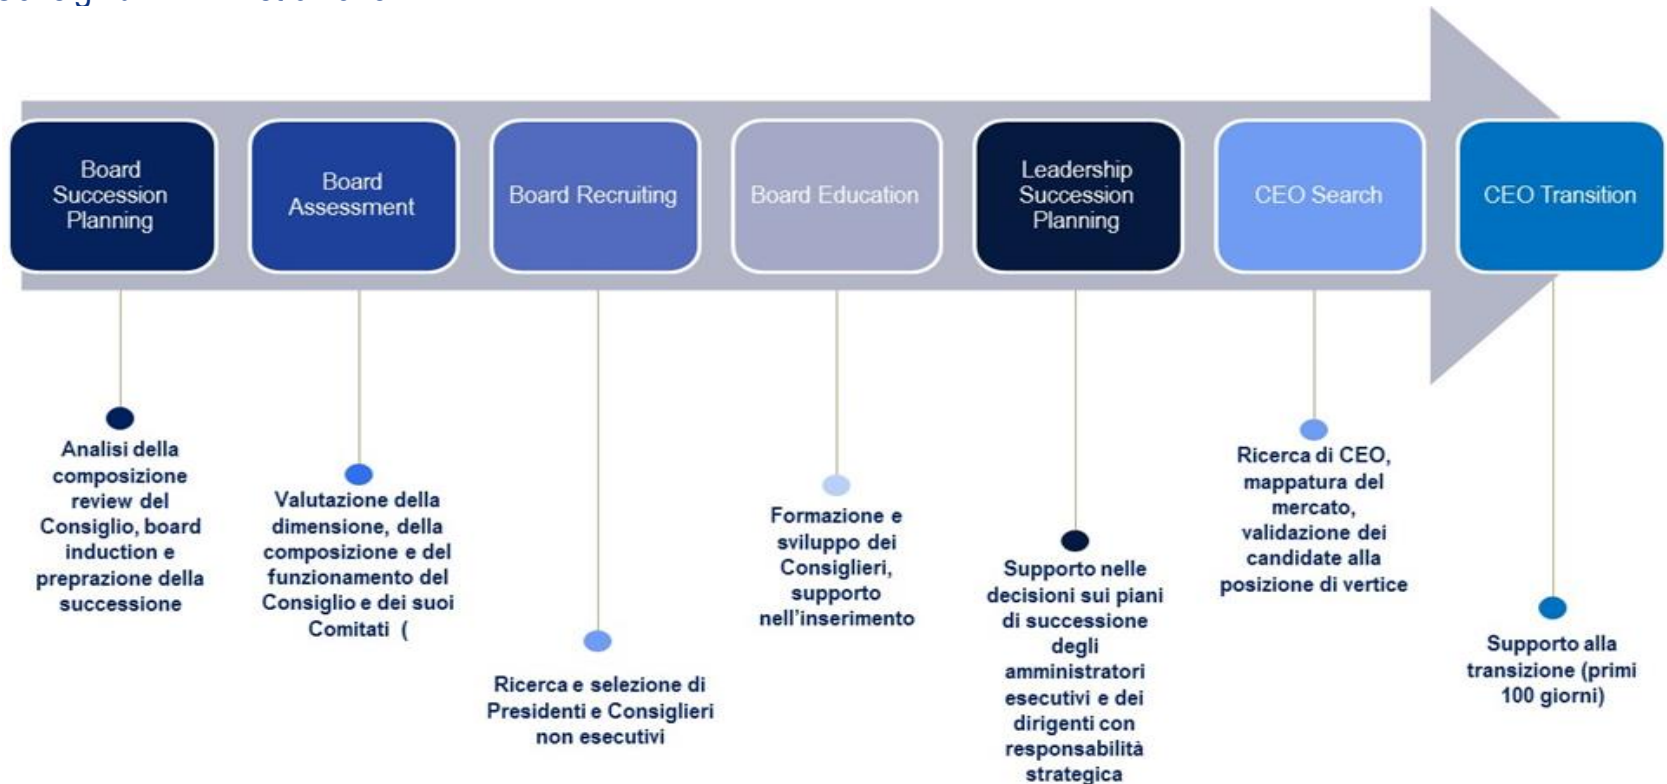 Board
Succession
Planning
Board
Assessment
Board Recruiting
Board Education
Leadership
Succession
Planning
CEO Search
CEO Transition
Analisi della
composizione
review del
Consiglio, board
induction e
preprazione della
successione
Valutazione della
dimensione, della
composizione e del
funzionamento del
Consiglio e dei suoi
Comitati (
Ricerca e selezione di
Presidenti e Consiglieri
non esecutivi
Formazione e
sviluppo dei
Consiglieri,
supporto
nell'inserimento
Supporto nelle
decisioni sui piani
di successione
degli
amministratori
esecutivi e dei
dirigenti con
responsabilità
strategica
Ricerca di CEO,
mappatura del
mercato,
validazione dei
candidate alla
posizione di vertice
Supporto alla
transizione (primi
100 giorni)